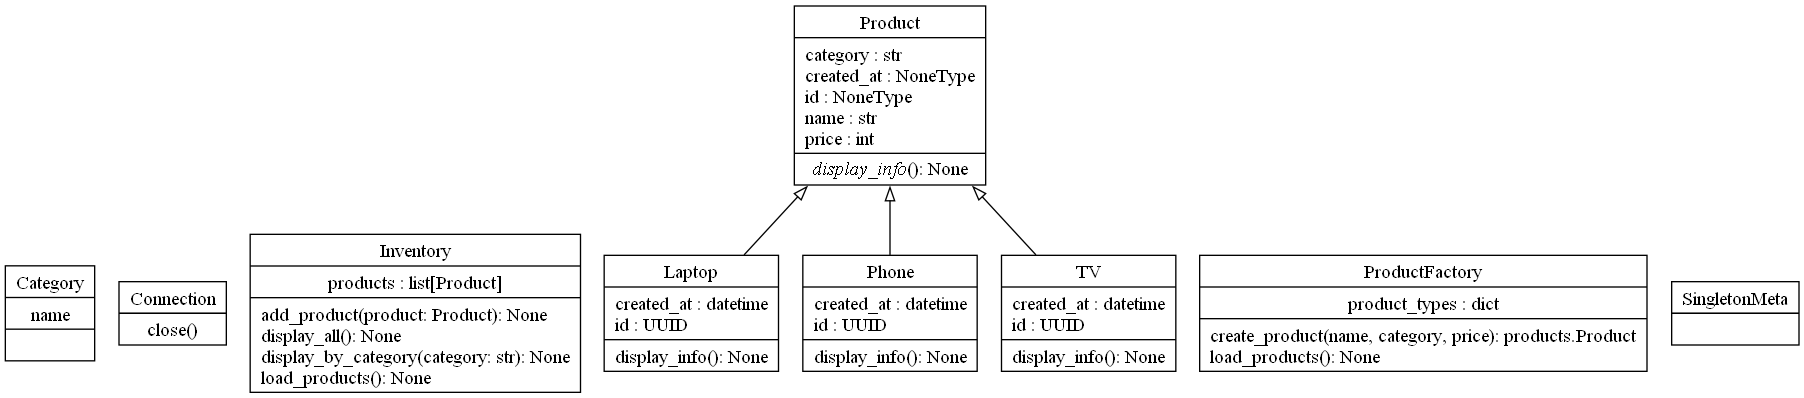 Product
category : str
created_at : NoneType
id : NoneType
name : str
price : int
display_info(): None
Category
name
Connection
close()
Inventory
products : list[Product]
add_product(product: Product): None
display_all(): None
display_by_category(category: str): None
load_products(): None
Laptop
created_at : datetime
id : UUID
display_info(): None
Phone
created_at : datetime
id : UUID
display_info(): None
TV
created_at : datetime
id : UUID
display_info(): None
ProductFactory
product_types : dict
create_product(name, category, price): products.Product
load_products(): None
SingletonMeta